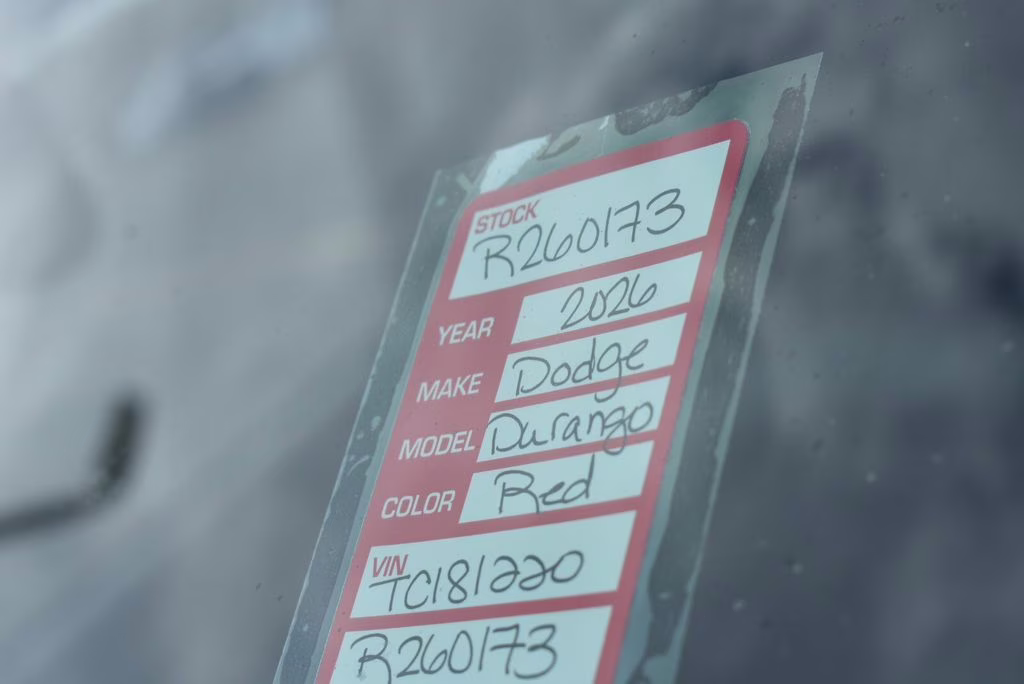 STOCK
R260173
YEAR 2026
MAKE Dodge
MODEL Durango
COLOR Red
VIN
TC181220
R260173